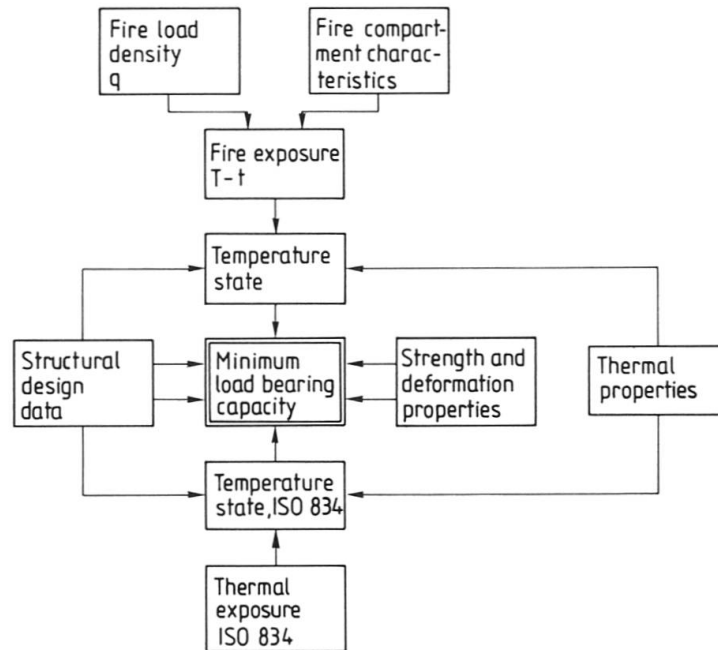 Fire load
density
q
Fire compart-
ment charac-
teristics
Fire exposure
T-t
Temperature
state
Structural
design
data
Minimum
load bearing
capacity
Strength and
deformation
properties
Thermal
properties
Temperature
state, ISO 834
Thermal
exposure
ISO 834